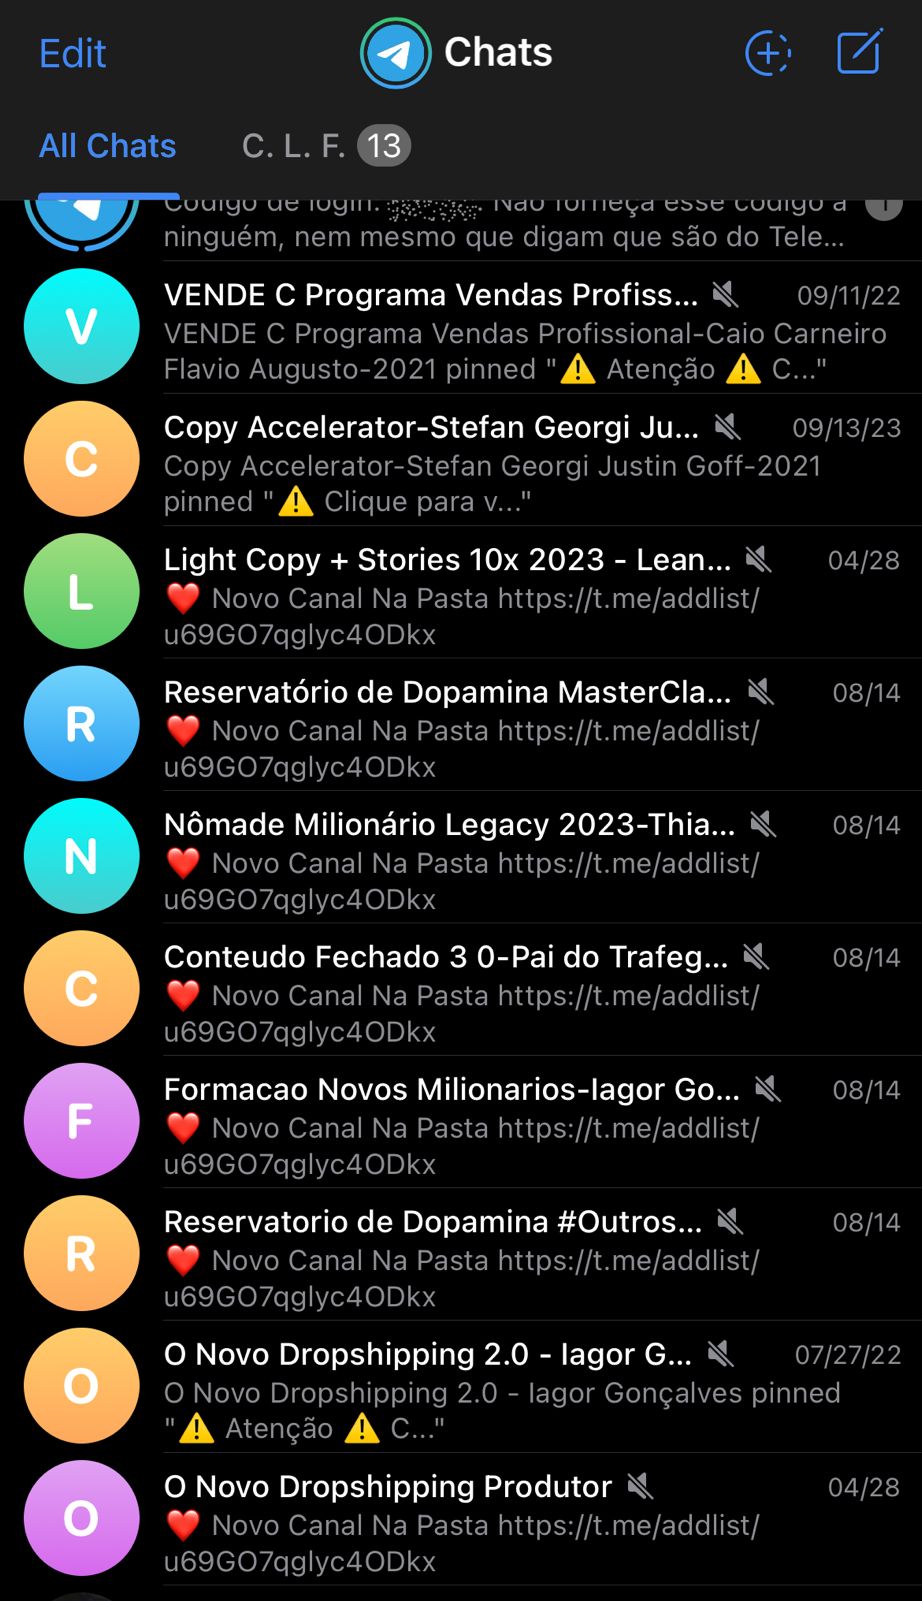 Edit
Chats
All Chats
C. L. F. 13
Código de login: . Não forneça esse código a
ninguém, nem mesmo que digam que são do Tele...
V
VENDE C Programa Vendas Profiss... 09/11/22
VENDE C Programa Vendas Profissional-Caio Carneiro
Flavio Augusto-2021 pinned "⚠️ Atenção ⚠️ C..."
C
Copy Accelerator-Stefan Georgi Ju... 09/13/23
Copy Accelerator-Stefan Georgi Justin Goff-2021
pinned "⚠️ Clique para v..."
L
Light Copy + Stories 10x 2023 - Lean... 04/28
❤️ Novo Canal Na Pasta https://t.me/addlist/
u69GO7qglyc4ODkx
R
Reservatório de Dopamina MasterCla... 08/14
❤️ Novo Canal Na Pasta https://t.me/addlist/
u69GO7qglyc4ODkx
N
Nômade Milionário Legacy 2023-Thia... 08/14
❤️ Novo Canal Na Pasta https://t.me/addlist/
u69GO7qglyc4ODkx
C
Conteudo Fechado 3 0-Pai do Trafeg... 08/14
❤️ Novo Canal Na Pasta https://t.me/addlist/
u69GO7qglyc4ODkx
F
Formacao Novos Milionarios-Iagor Go... 08/14
❤️ Novo Canal Na Pasta https://t.me/addlist/
u69GO7qglyc4ODkx
R
Reservatorio de Dopamina #Outros... 08/14
❤️ Novo Canal Na Pasta https://t.me/addlist/
u69GO7qglyc4ODkx
O
O Novo Dropshipping 2.0 - Iagor G... 07/27/22
O Novo Dropshipping 2.0 - Iagor Gonçalves pinned
"⚠️ Atenção ⚠️ C..."
O
O Novo Dropshipping Produtor 04/28
❤️ Novo Canal Na Pasta https://t.me/addlist/
u69GO7qglyc4ODkx